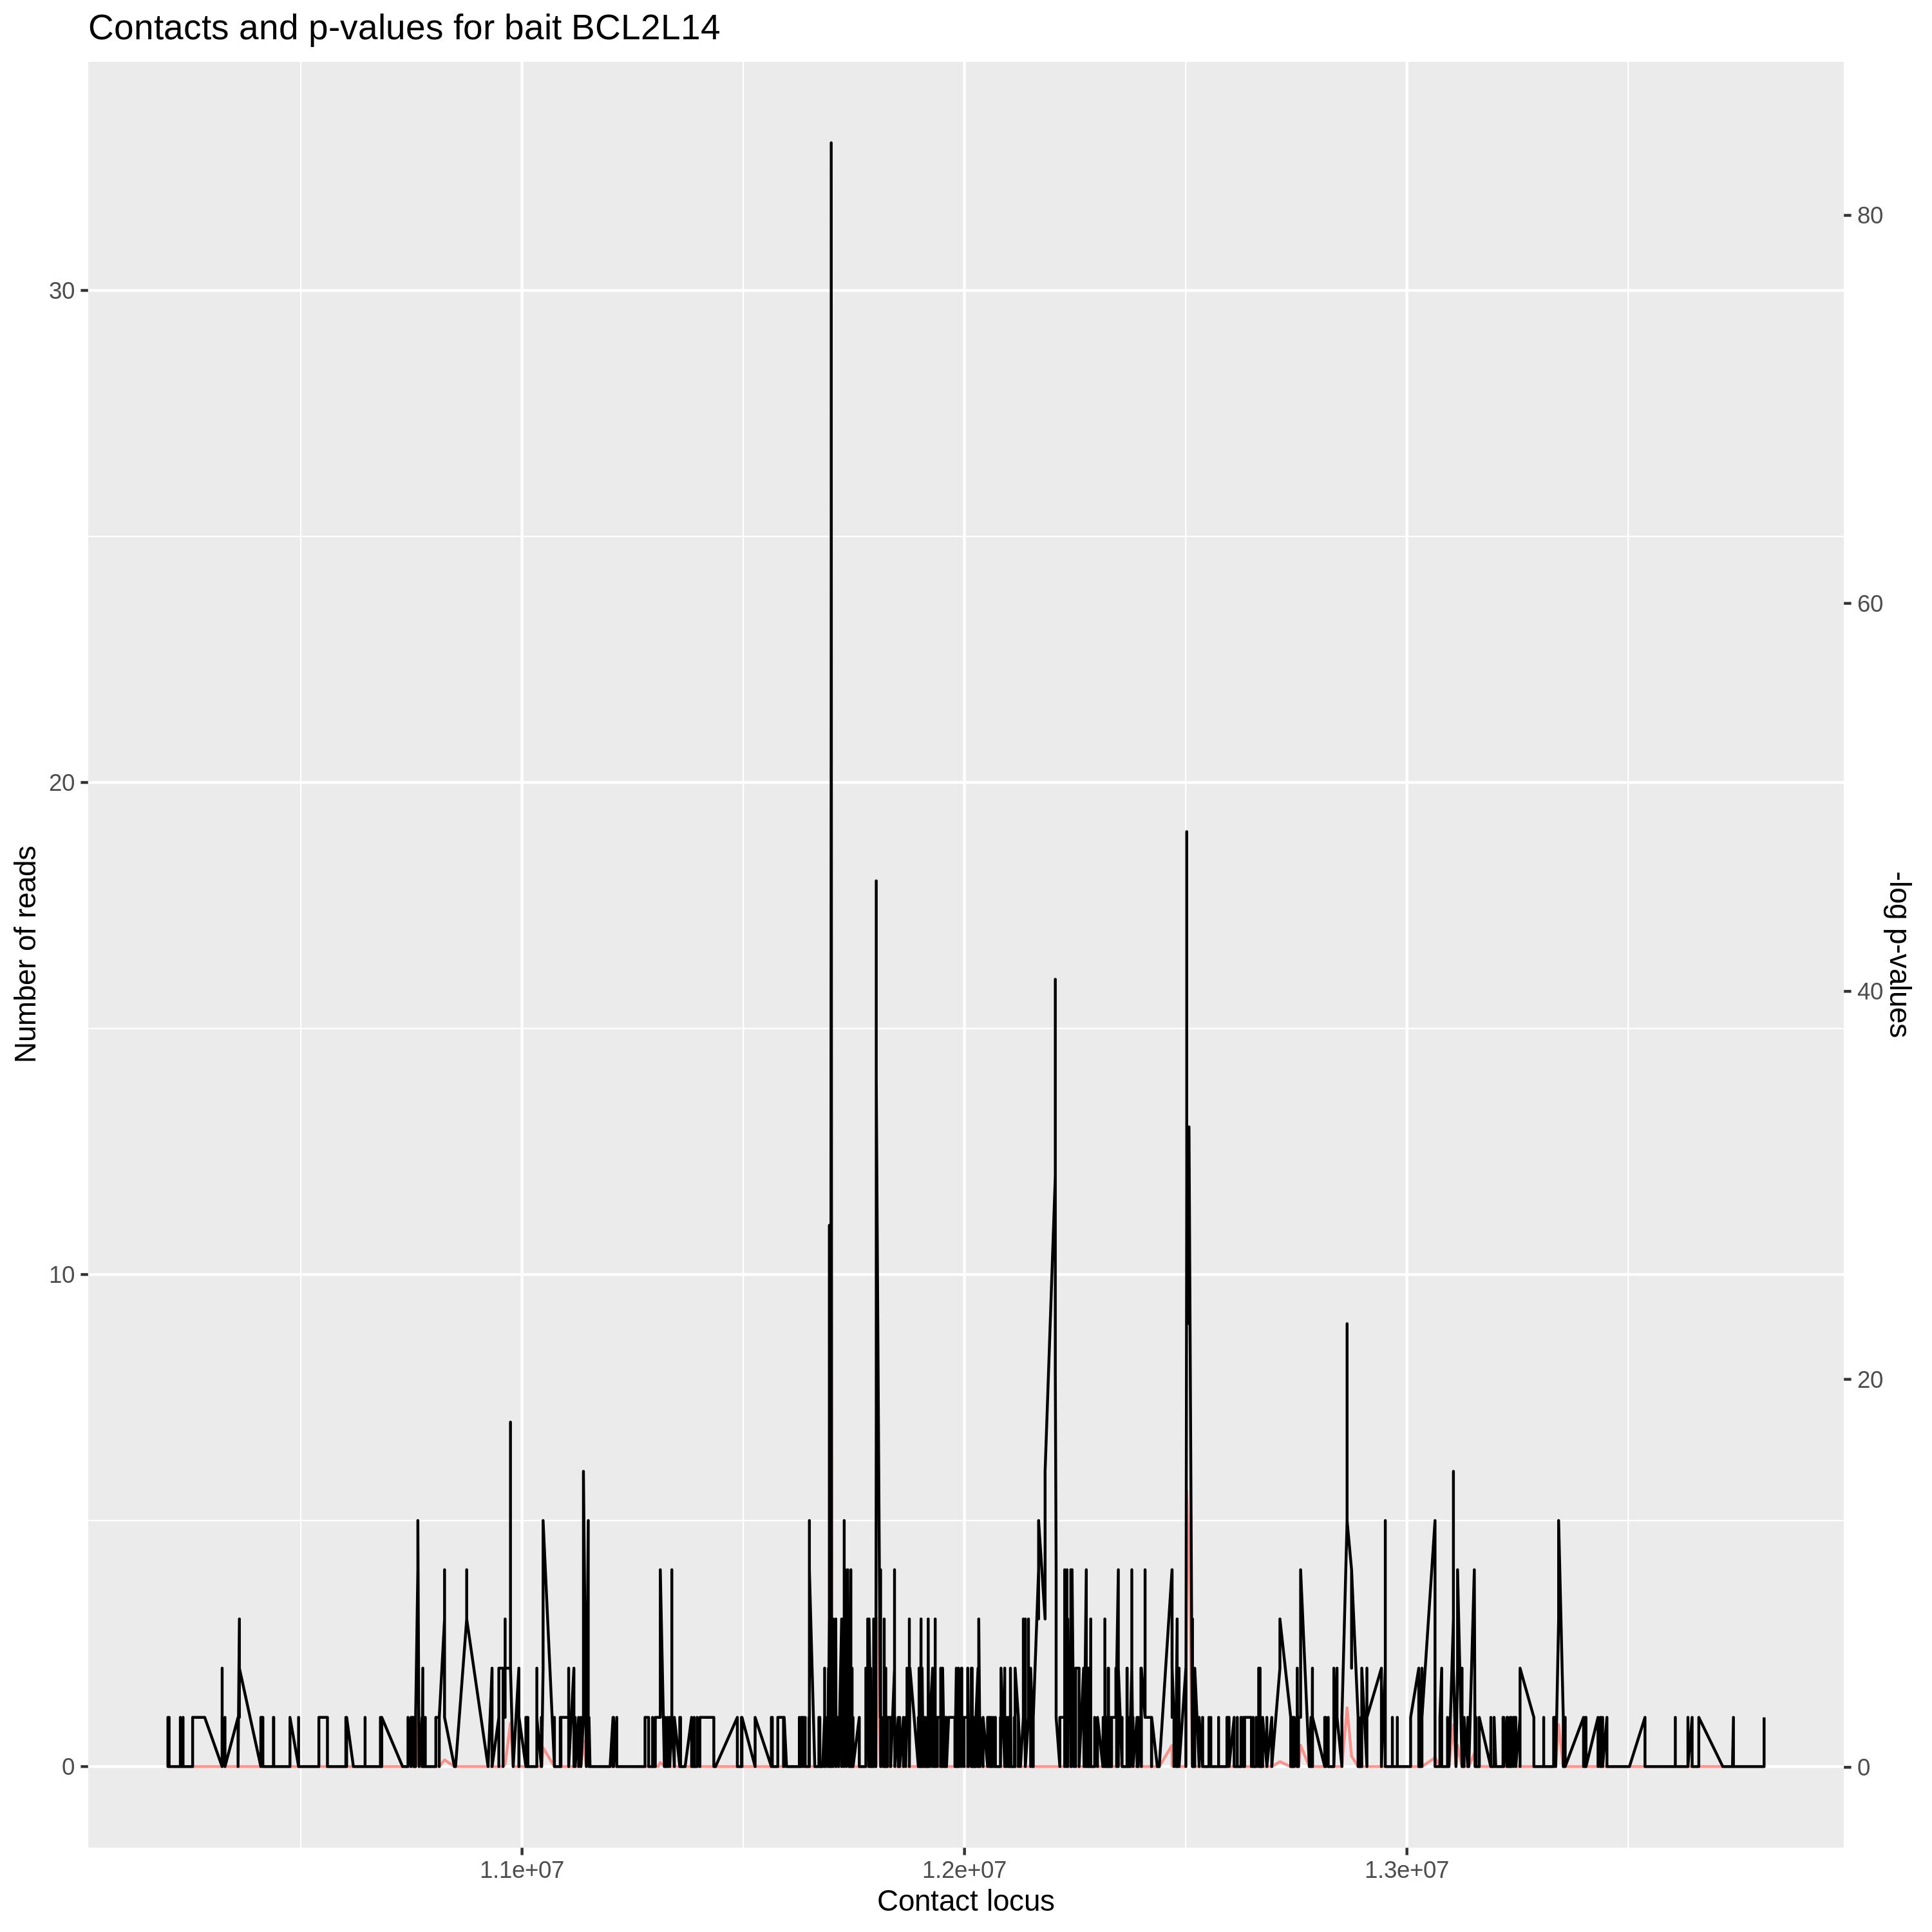 Contacts and p-values for bait BCL2L14
30
20
10
0
Number of reads
80
60
40
20
0
-log p-values
1.1e+07
1.2e+07
1.3e+07
Contact locus